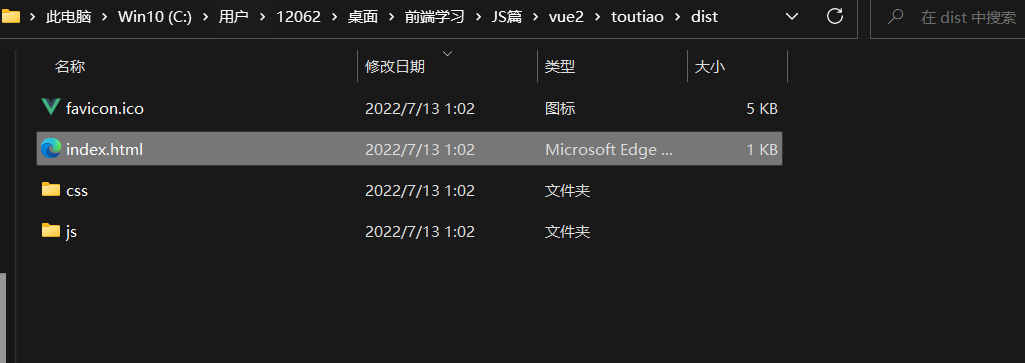 此电脑 > Win10 (C:) > 用户 > 12062 > 桌面 > 前端学习 > JS篇 > vue2 > toutiao > dist 在 dist 中搜索
名称 修改日期 类型 大小
favicon.ico 2022/7/13 1:02 图标 5 KB
index.html 2022/7/13 1:02 Microsoft Edge ... 1 KB
css 2022/7/13 1:02 文件夹
js 2022/7/13 1:02 文件夹